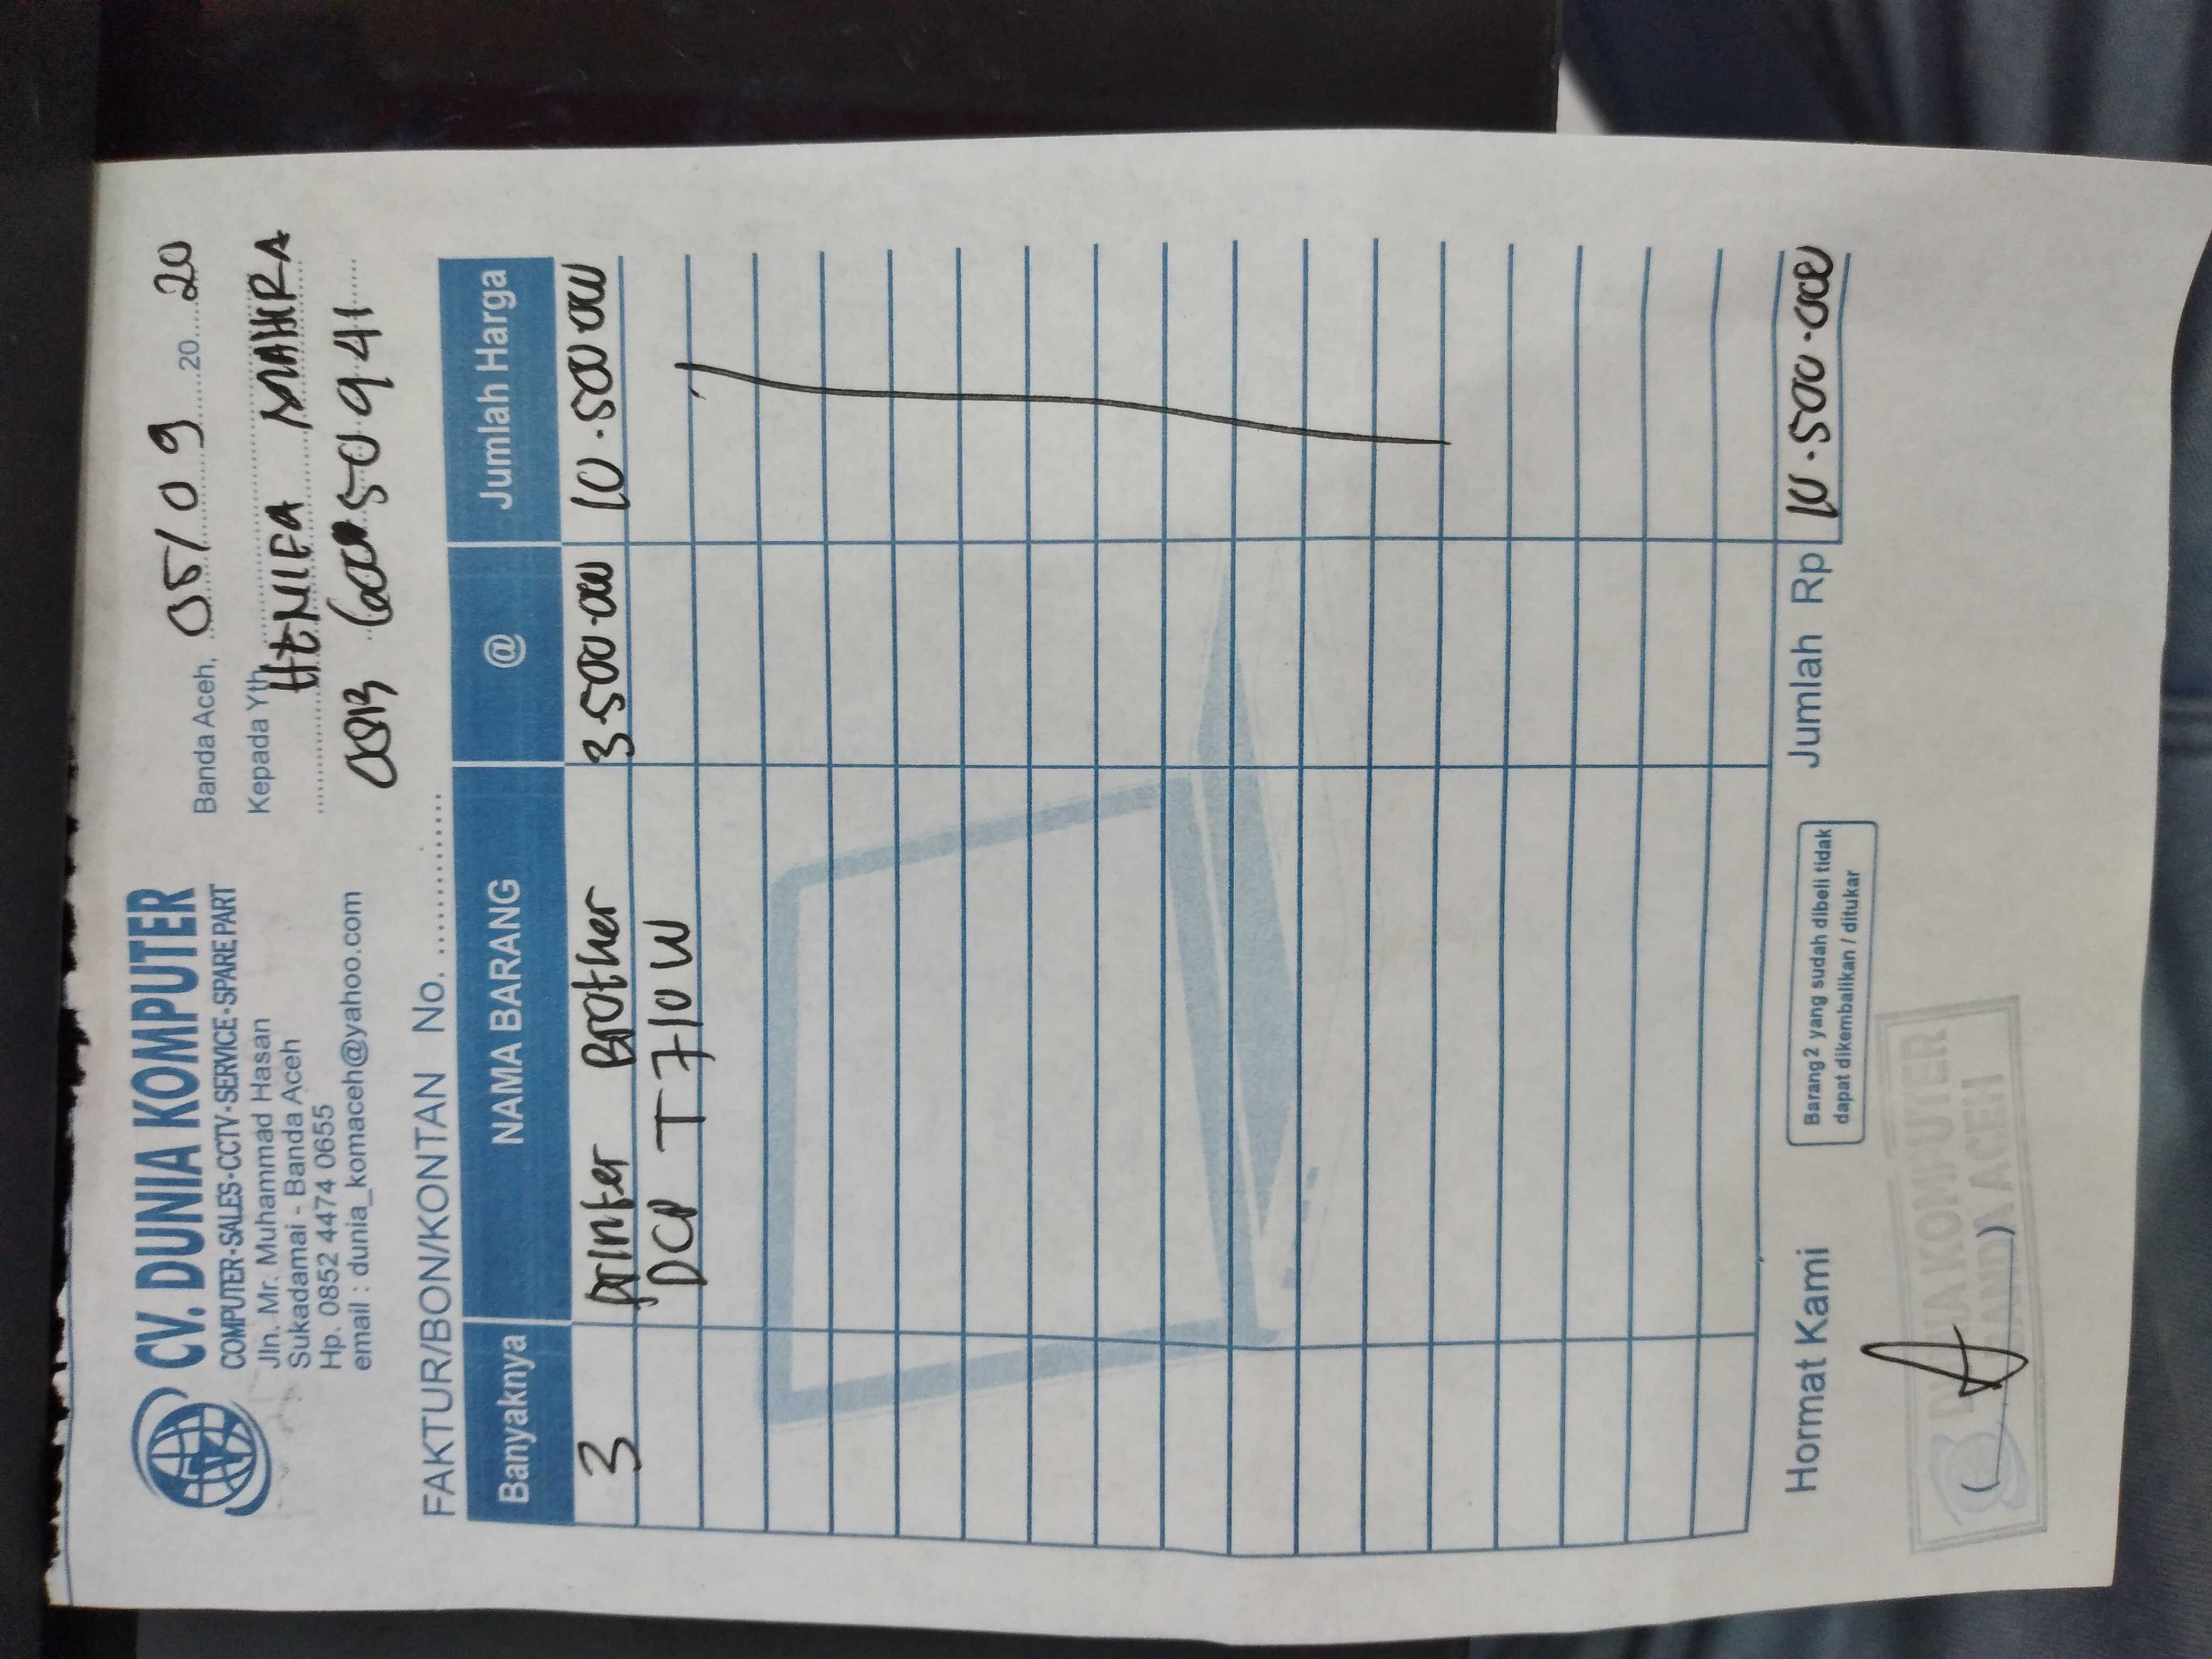 CV. DUNIA KOMPUTER
COMPUTER-SALES-CCTV-SERVICE-SPARE PART
Jln. Mr. Muhammad Hasan
Sukadamai - Banda Aceh
Hp. 0852 4474 0655
email : dunia_komaceh@yahoo.com
Banda Aceh, 05/09 20 20
Kepada Yth
MAHIRA
FAKTUR/BON/KONTAN No.
Banyaknya NAMA BARANG @ Jumlah Harga
3 printer Brother 3 500.000 10.500.000
DCP T710W
Hormat Kami
Barang² yang sudah dibeli tidak
dapat dikembalikan / ditukar
Jumlah Rp 10.500.000
DUNIA KOMPUTER
BANDA ACEH